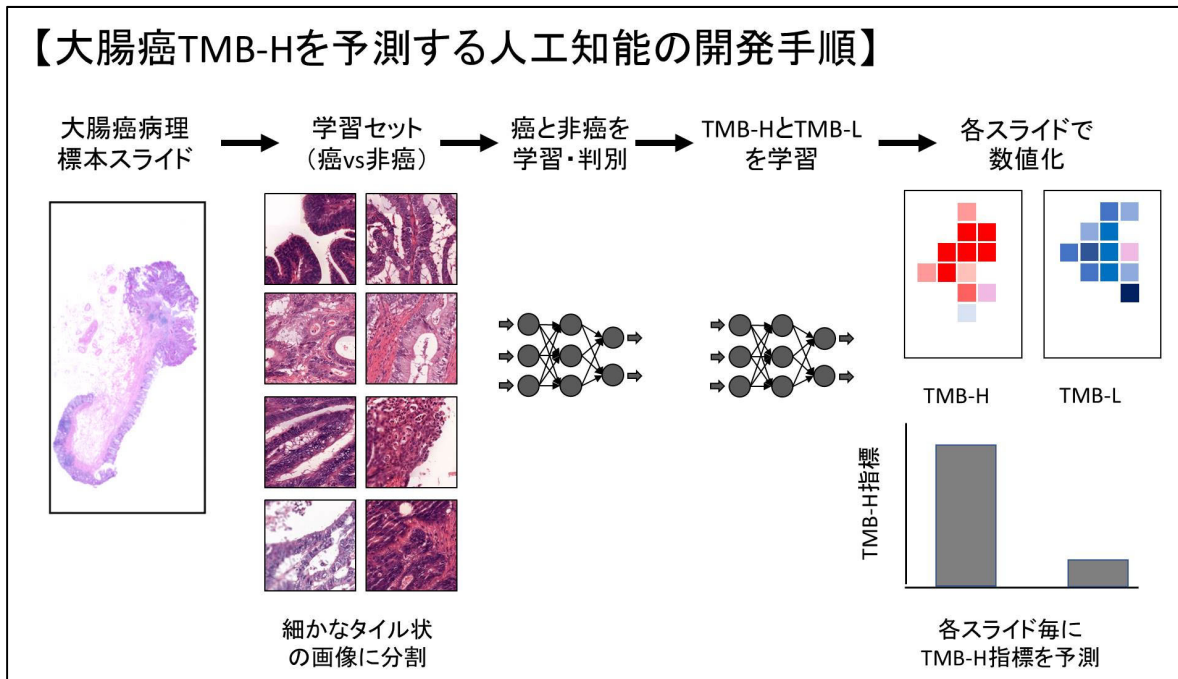 【大腸癌TMB-Hを予測する人工知能の開発手順】
大腸癌病理
標本スライド
学習セット
（癌vs非癌）
癌と非癌を
学習・判別
TMB-HとTMB-L
を学習
各スライドで
数値化
TMB-H
TMB-L
TMB-H指標
細かなタイル状
の画像に分割
各スライド毎に
TMB-H指標を予測